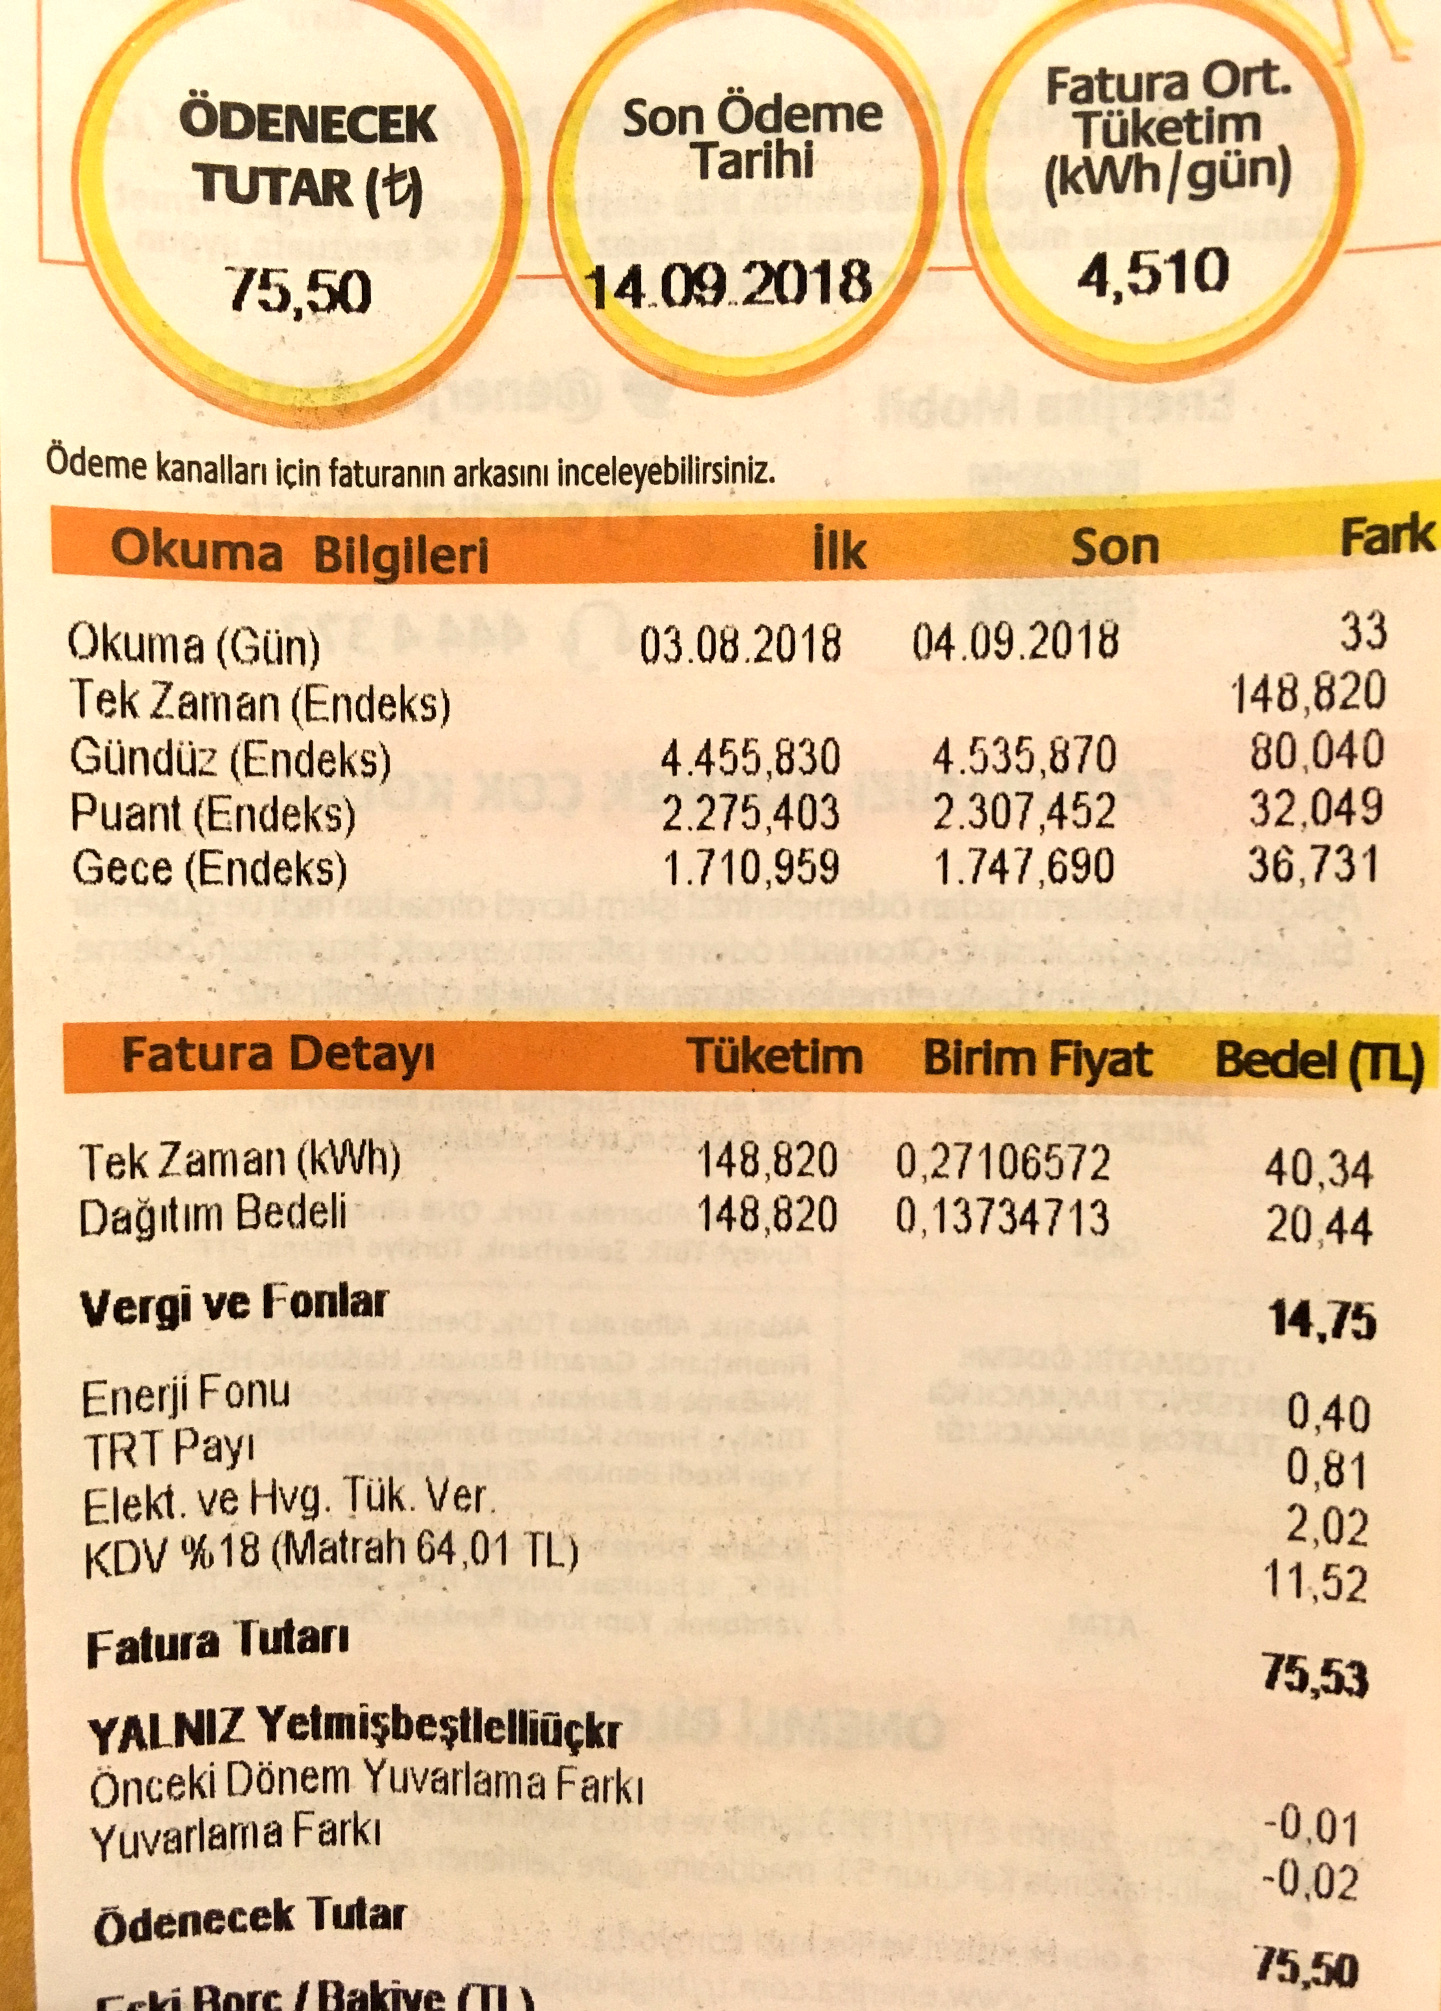 ÖDENECEK
TUTAR (₺)
75,50
Son Ödeme
Tarihi
14.09.2018
Fatura Ort.
Tüketim
(kWh/gün)
4,510
Ödeme kanalları için faturanın arkasını inceleyebilirsiniz.
Okuma Bilgileri İlk Son Fark
Okuma (Gün) 03.08.2018 04.09.2018 33
Tek Zaman (Endeks) 148,820
Gündüz (Endeks) 4.455,830 4.535,870 80,040
Puant (Endeks) 2.275,403 2.307,452 32,049
Gece (Endeks) 1.710,959 1.747,690 36,731
Fatura Detayı Tüketim Birim Fiyat Bedel (TL)
Tek Zaman (kWh) 148,820 0,27106572 40,34
Dağıtım Bedeli 148,820 0,13734713 20,44
Vergi ve Fonlar 14,75
Enerji Fonu 0,40
TRT Payı 0,81
Elekt. ve Hvg. Tük. Ver. 2,02
KDV %18 (Matrah 64,01 TL) 11,52
Fatura Tutarı 75,53
YALNIZ Yetmişbeştlelliüçkr
Önceki Dönem Yuvarlama Farkı -0,01
Yuvarlama Farkı -0,02
Ödenecek Tutar 75,50
Eski Borç / Bakiye (TL)